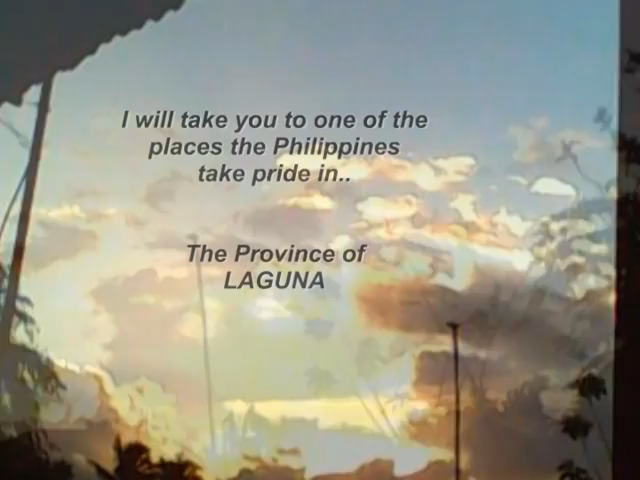 I will take you to one of the
places the Philippines
take pride in..
The Province of
LAGUNA